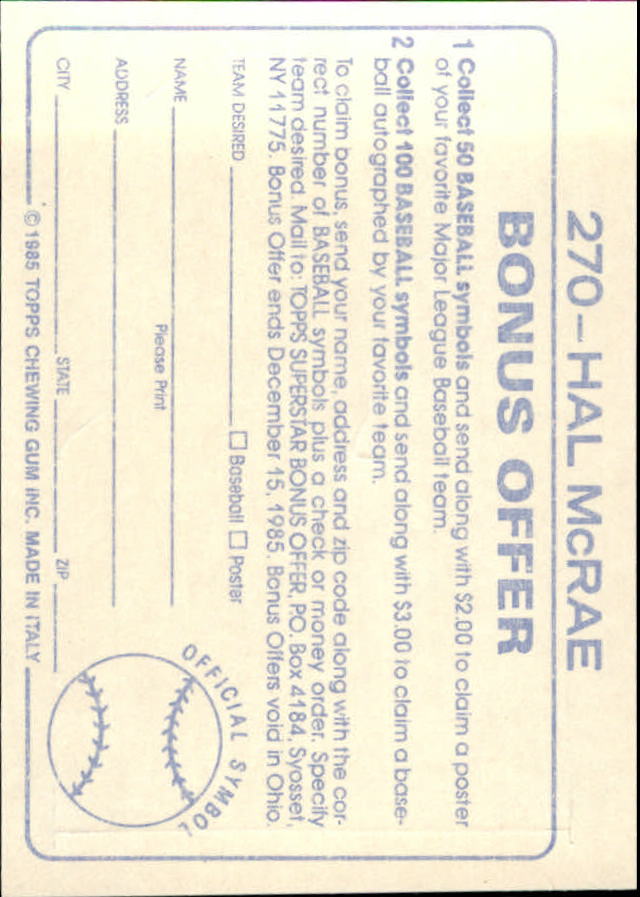 270-HAL McRAE
BONUS OFFER
1 Collect 50 BASEBALL symbols and send along with $2.00 to claim a poster
of your favorite Major League Baseball team.
2 Collect 100 BASEBALL symbols and send along with $3.00 to claim a base-
ball autographed by your favorite team.
To claim bonus, send your name, address and zip code along with the cor-
rect number of BASEBALL symbols plus a check or money order. Specify
team desired. Mail to: TOPPS SUPERSTAR BONUS OFFER, P.O. Box 4184, Syosset,
NY 11775. Bonus Offer ends December 15, 1985. Bonus Offers void in Ohio.
TEAM DESIRED ☐ Baseball ☐ Poster
NAME
Please Print
ADDRESS
CITY STATE ZIP
OFFICIAL SYMBOL
© 1985 TOPPS CHEWING GUM INC. MADE IN ITALY